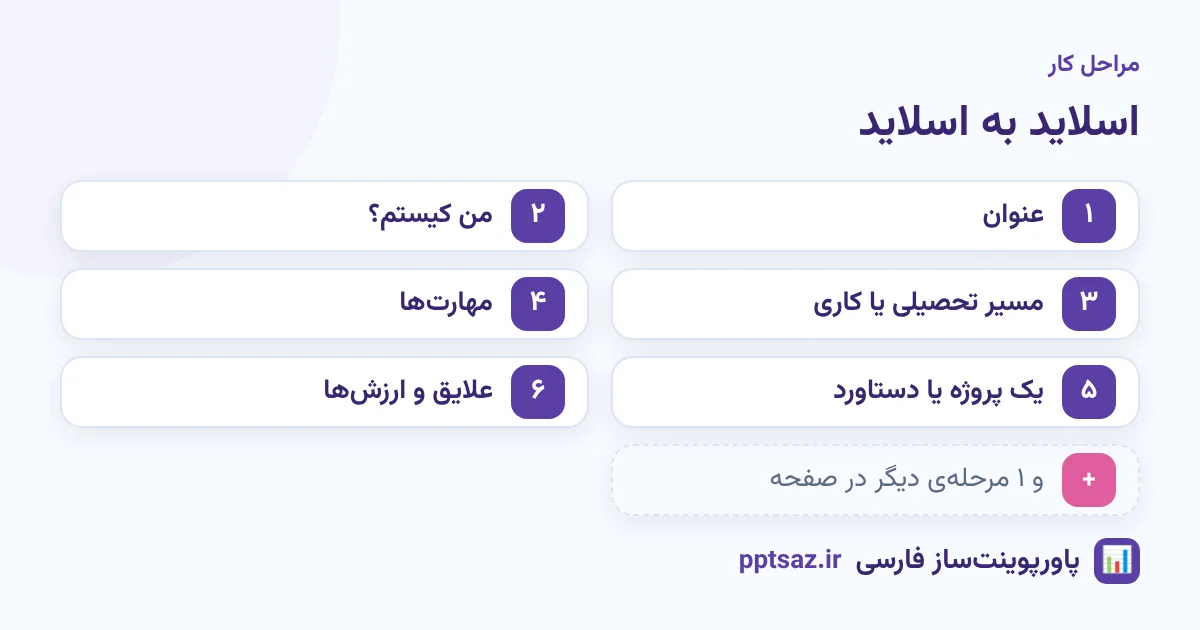 مراحل کار
اسلاید به اسلاید
۱ عنوان
۲ من کیستم؟
۳ مسیر تحصیلی یا کاری
۴ مهارت‌ها
۵ یک پروژه یا دستاورد
۶ علایق و ارزش‌ها
+ و ۱ مرحله‌ی دیگر در صفحه
پاورپوینت‌ساز فارسی pptsaz.ir